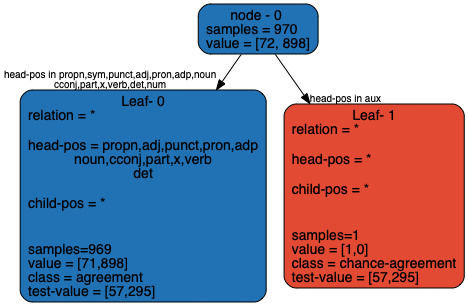 node - 0
samples = 970
value = [72, 898]
head-pos in propn,sym,punct,adj,pron,adp,noun
cconj,part,x,verb,det,num
head-pos in aux
Leaf- 0
relation = *
head-pos = propn,adj,punct,pron,adp
noun,cconj,part,x,verb
det
child-pos = *
samples=969
value = [71,898]
class = agreement
test-value = [57,295]
Leaf- 1
relation = *
head-pos = *
child-pos = *
samples=1
value = [1,0]
class = chance-agreement
test-value = [57,295]